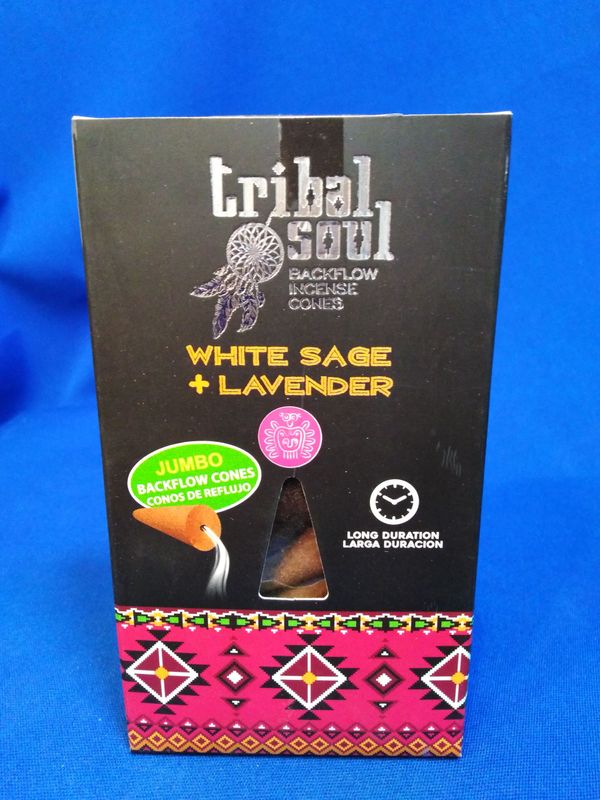 tribal
soul
BACKFLOW
INCENSE
CONES
WHITE SAGE
+ LAVENDER
JUMBO
BACKFLOW CONES
CONOS DE REFLUJO
LONG DURATION
LARGA DURACION